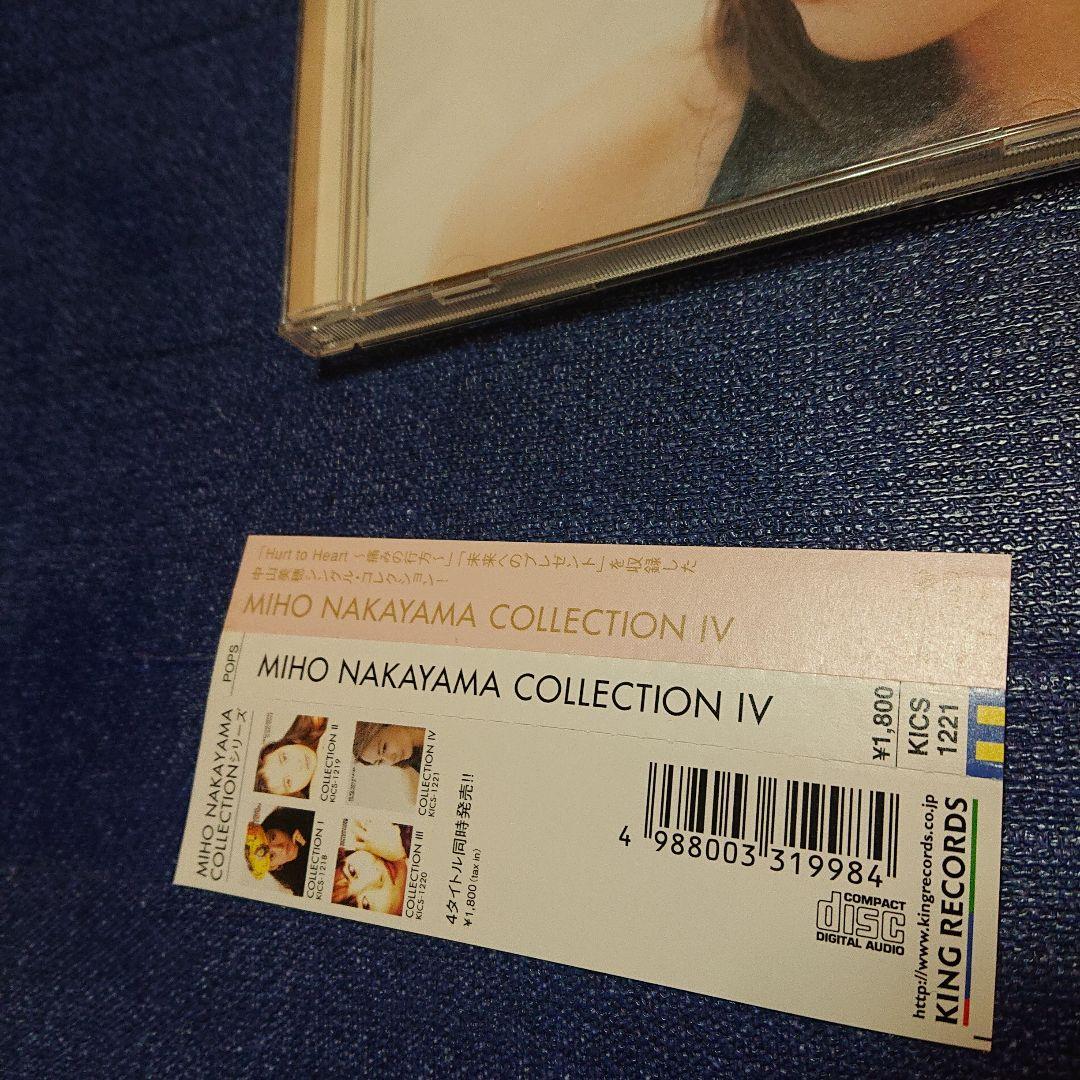 「Hurt to Heart ～痛みの行方～」「未来へのプレゼント」を収録した
中山美穂シングル・コレクション!
MIHO NAKAYAMA COLLECTION IV
POPS
MIHO NAKAYAMA COLLECTION IV
¥1,800
KICS
1221
MIHO NAKAYAMA
COLLECTIONシリーズ
COLLECTION II
KICS-1219
COLLECTION IV
KICS-1221
COLLECTION I
KICS-1218
COLLECTION III
KICS-1220
4タイトル同時発売!!
¥1,800 (tax in)
4 988003 319984
COMPACT
disc
DIGITAL AUDIO
http://www.kingrecords.co.jp
KING RECORDS